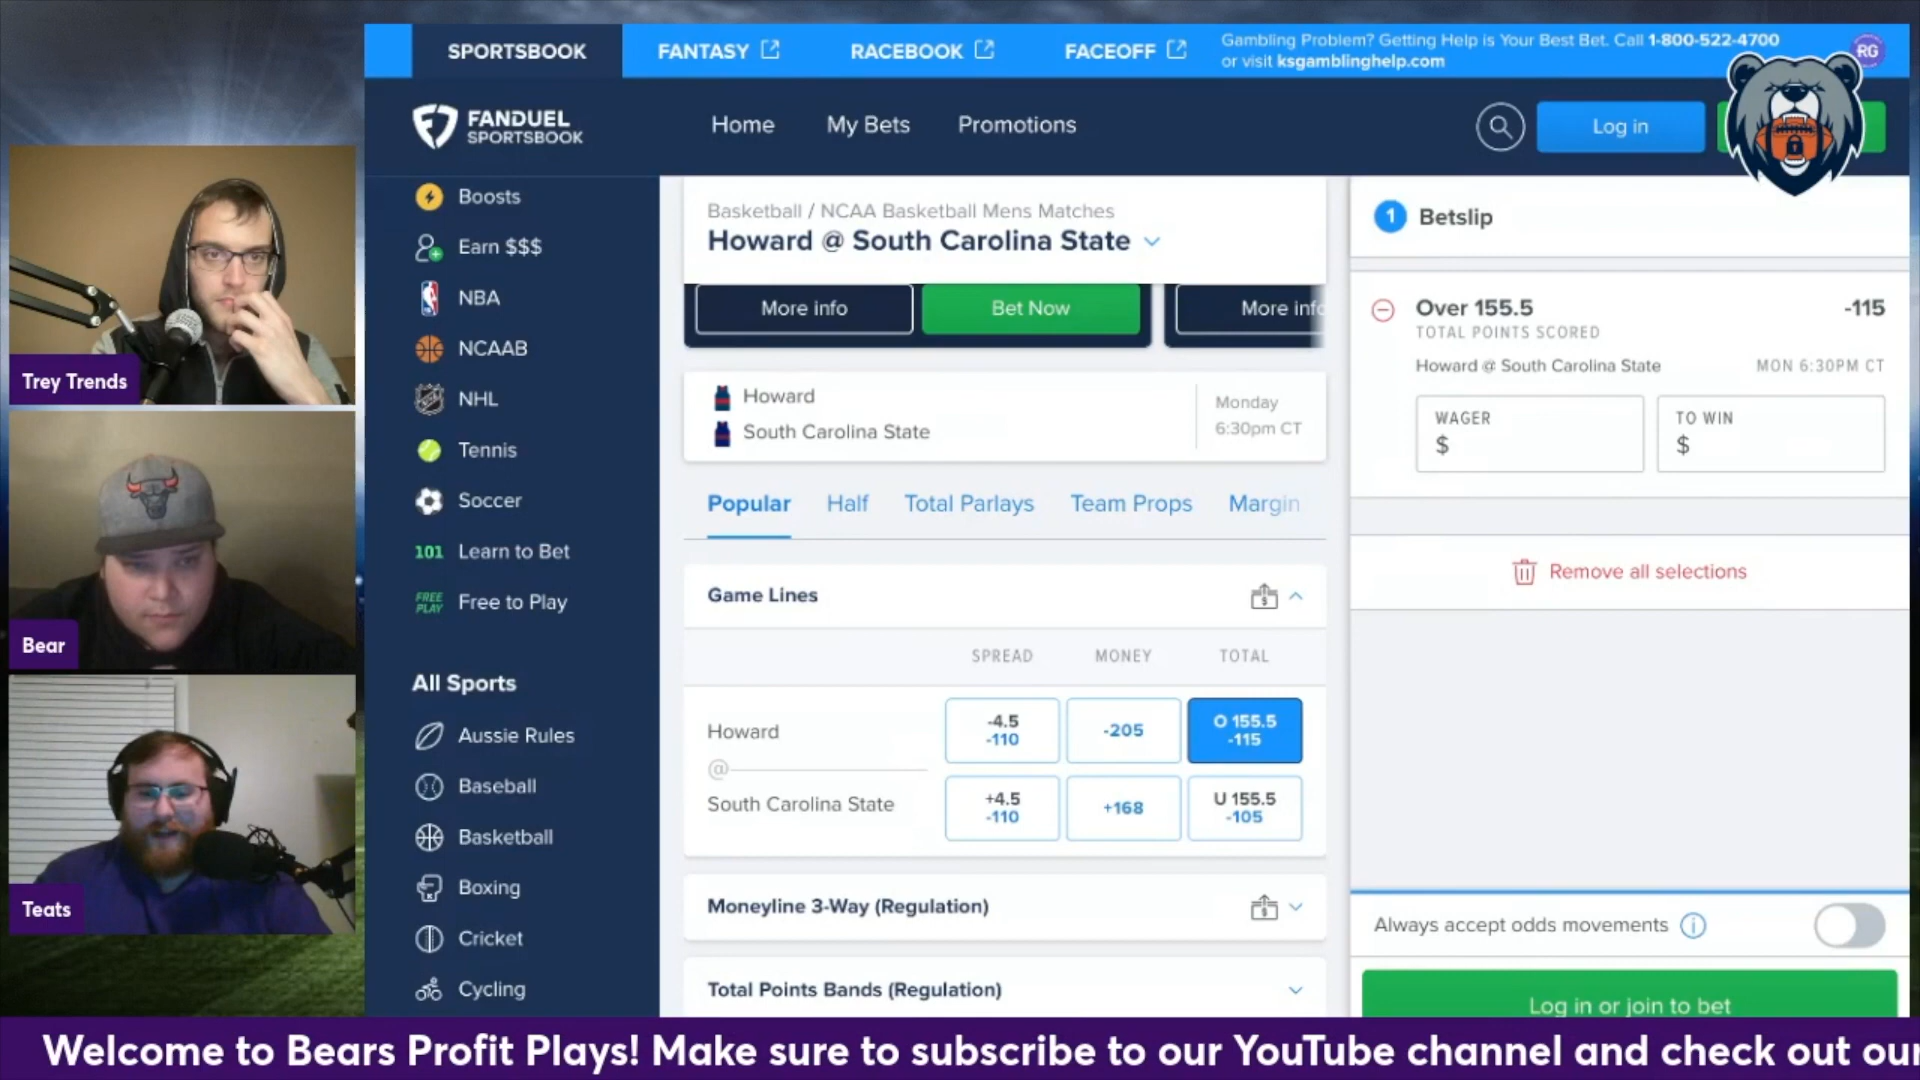 SPORTSBOOK
FANTASY
RACEBOOK
FACEOFF
Gambling Problem? Getting Help is Your Best Bet. Call 1-800-522-4700
or visit ksgamblinghelp.com
RG
FANDUEL
SPORTSBOOK
Home
My Bets
Promotions
Log in
Boosts
Earn $$$
NBA
NCAAB
NHL
Tennis
Soccer
101 Learn to Bet
FREE PLAY Free to Play
All Sports
Aussie Rules
Baseball
Basketball
Boxing
Cricket
Cycling
Basketball / NCAA Basketball Mens Matches
Howard @ South Carolina State
More info
Bet Now
More info
Howard
South Carolina State
Monday
6:30pm CT
Popular
Half
Total Parlays
Team Props
Margin
Game Lines
SPREAD
MONEY
TOTAL
Howard
-4.5
-110
-205
O 155.5
-115
@
South Carolina State
+4.5
-110
+168
U 155.5
-105
Moneyline 3-Way (Regulation)
Total Points Bands (Regulation)
1 Betslip
Over 155.5
-115
TOTAL POINTS SCORED
Howard @ South Carolina State
MON 6:30PM CT
WAGER
$
TO WIN
$
Remove all selections
Always accept odds movements
Log in or join to bet
Trey Trends
Bear
Teats
Welcome to Bears Profit Plays! Make sure to subscribe to our YouTube channel and check out our